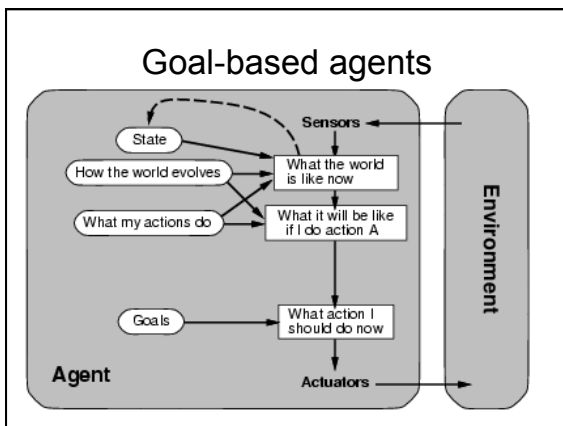 Goal-based agents
Sensors
State
What the world
is like now
How the world evolves
What it will be like
if I do action A
What my actions do
Goals
What action I
should do now
Agent
Actuators
Environment